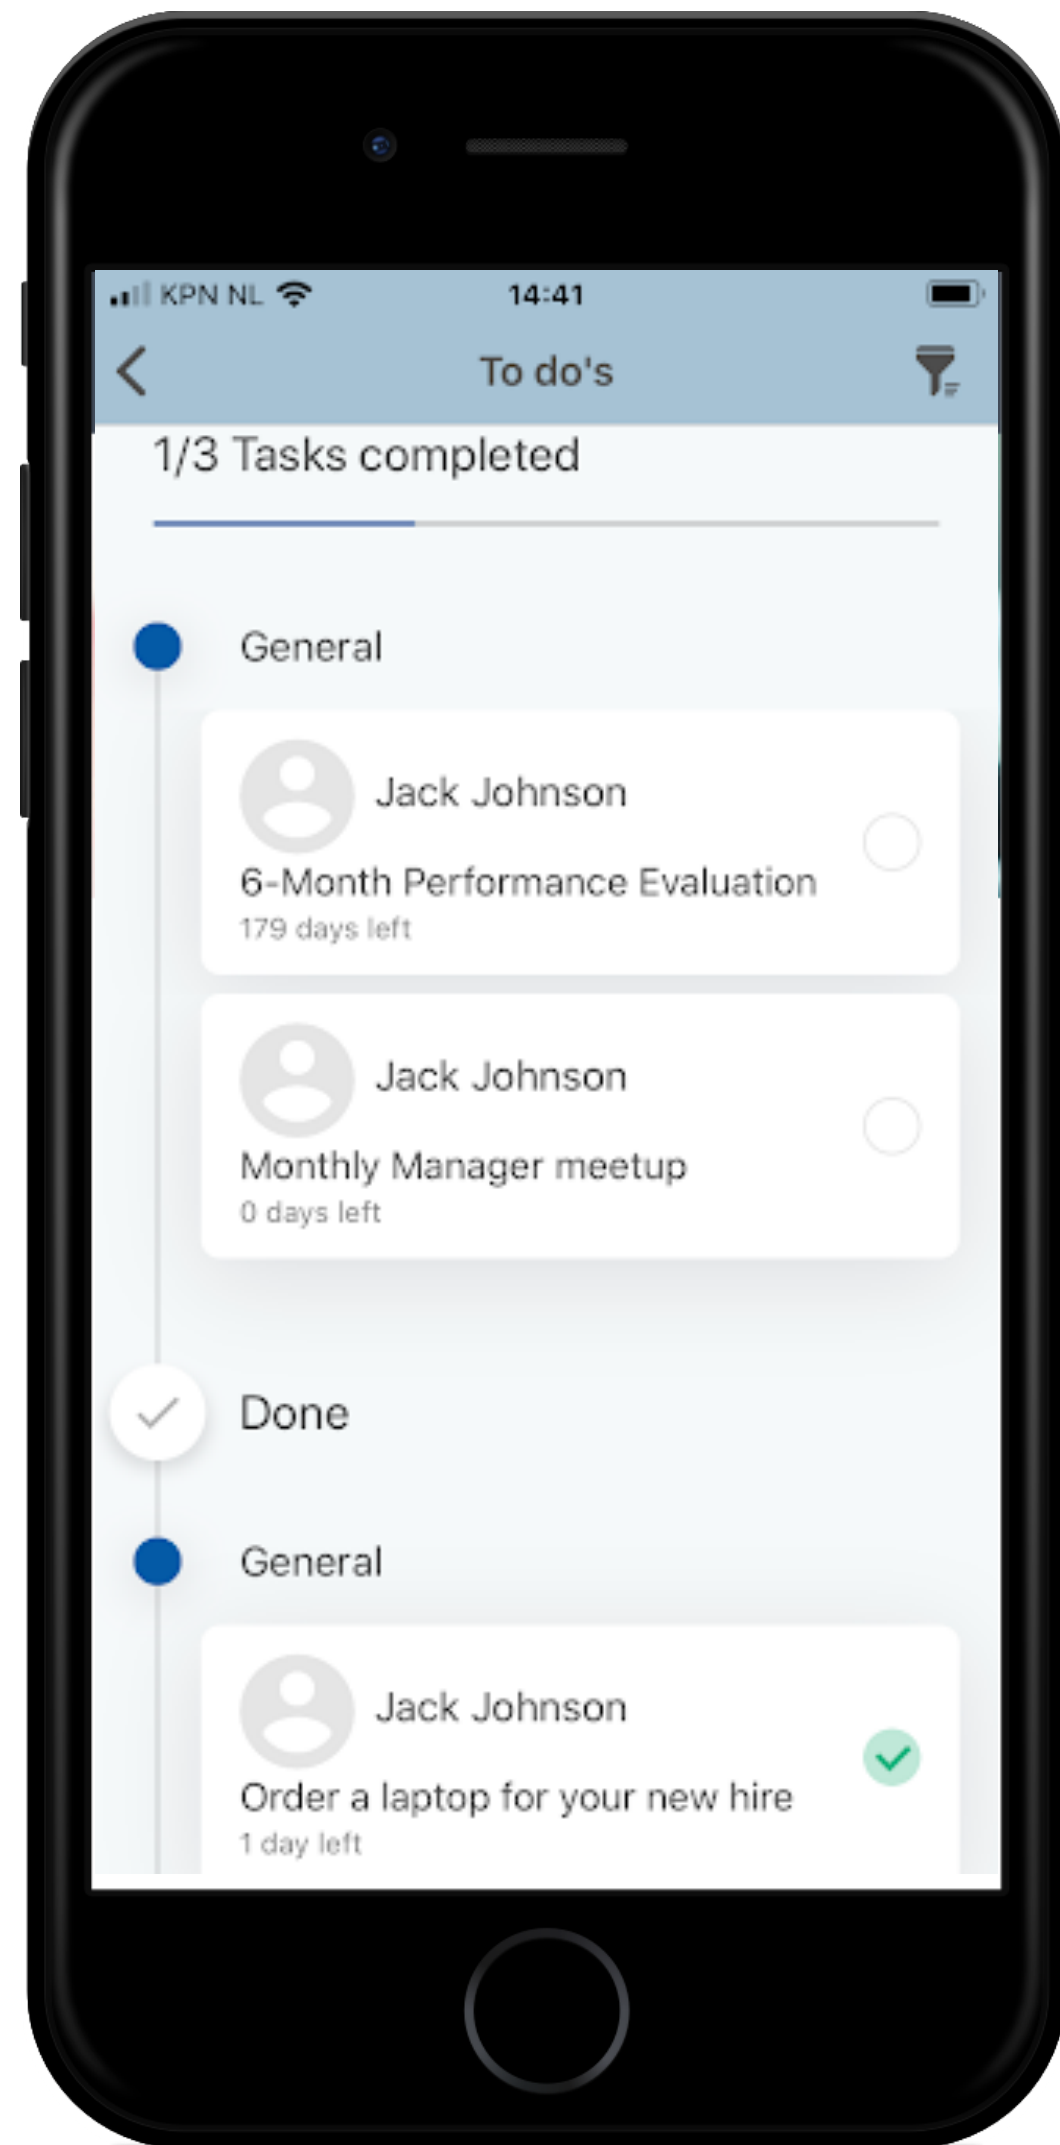 KPN NL 14:41
To do's
1/3 Tasks completed
General
Jack Johnson
6-Month Performance Evaluation
179 days left
Jack Johnson
Monthly Manager meetup
0 days left
Done
General
Jack Johnson
Order a laptop for your new hire
1 day left